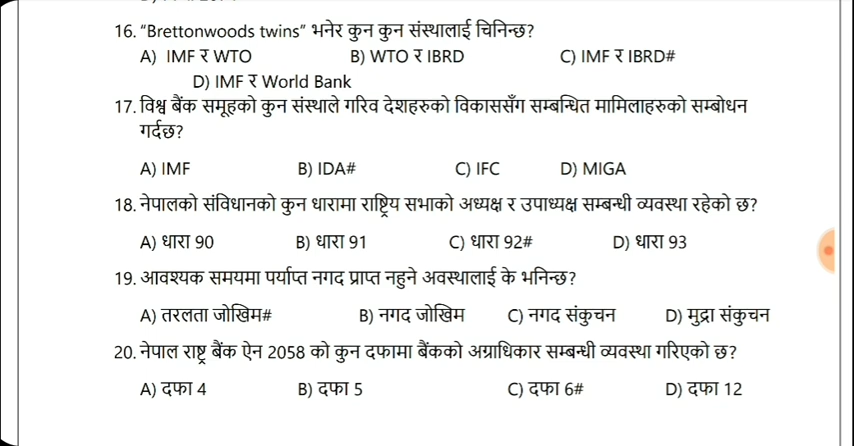 16. “Brettonwoods twins” भनेर कुन कुन संस्थालाई चिनिन्छ?
A) IMF र WTO B) WTO र IBRD C) IMF र IBRD#
D) IMF र World Bank
17. विश्व बैंक समूहको कुन संस्थाले गरिव देशहरुको विकाससँग सम्बन्धित मामिलाहरुको सम्बोधन
गर्दछ?
A) IMF B) IDA# C) IFC D) MIGA
18. नेपालको संविधानको कुन धारामा राष्ट्रिय सभाको अध्यक्ष र उपाध्यक्ष सम्बन्धी व्यवस्था रहेको छ?
A) धारा 90 B) धारा 91 C) धारा 92# D) धारा 93
19. आवश्यक समयमा पर्याप्त नगद प्राप्त नहुने अवस्थालाई के भनिन्छ?
A) तरलता जोखिम# B) नगद जोखिम C) नगद संकुचन D) मुद्रा संकुचन
20. नेपाल राष्ट्र बैंक ऐन 2058 को कुन दफामा बैंकको अग्राधिकार सम्बन्धी व्यवस्था गरिएको छ?
A) दफा 4 B) दफा 5 C) दफा 6# D) दफा 12